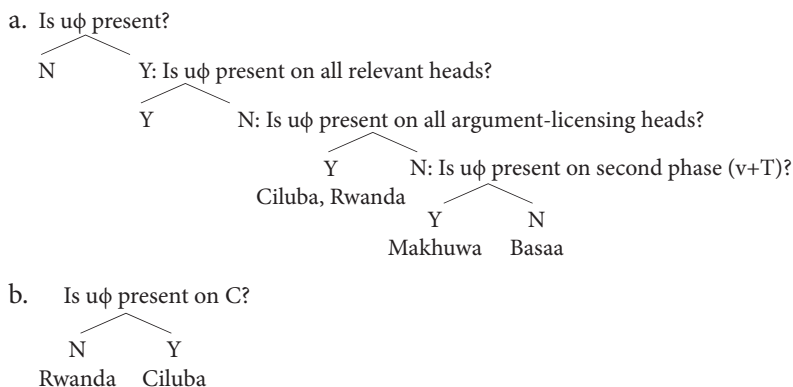 a. Is uϕ present?
N Y: Is uϕ present on all relevant heads?
Y N: Is uϕ present on all argument-licensing heads?
Y N: Is uϕ present on second phase (v+T)?
Ciluba, Rwanda
Y N
Makhuwa Basaa
b. Is uϕ present on C?
N Y
Rwanda Ciluba